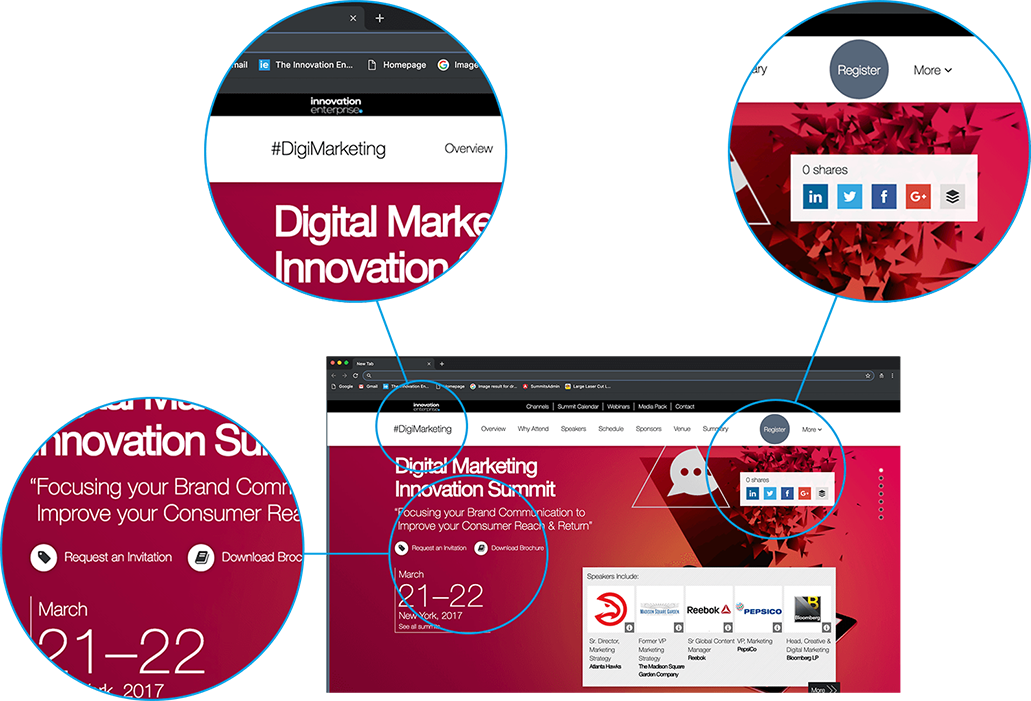 mail
The Innovation En...
Homepage
Image
innovation
enterprise
#DigiMarketing
Overview
Digital Marke
Innovation
Register
More
0 shares
in
f
G+
New Tab
Google
Gmail
The Innovation En...
Homepage
Image result for dr...
SummitsAdmin
Large Laser Cut L...
innovation
enterprise
Channels | Summit Calendar | Webinars | Media Pack | Contact
#DigiMarketing
Overview
Why Attend
Speakers
Schedule
Sponsors
Venue
Summary
Register
More
Digital Marketing
Innovation Summit
“Focusing your Brand Communication to
Improve your Consumer Reach & Return”
Request an Invitation
Download Brochure
March
21–22
New York, 2017
See all summits
0 shares
in
f
G+
Speakers Include:
MADISON SQUARE GARDEN
Reebok
PEPSICO
B
Bloomberg
Sr. Director,
Marketing
Strategy
Atlanta Hawks
Former VP
Marketing
Strategy
The Madison Square
Garden Company
Sr Global Content
Manager
Reebok
VP, Marketing
PepsiCo
Head, Creative &
Digital Marketing
Bloomberg LP
More
Innovation Su
“Focusing your Brand Comm
Improve your Consumer Rea
Request an Invitation
Download Broc
March
21–22
rk, 2017